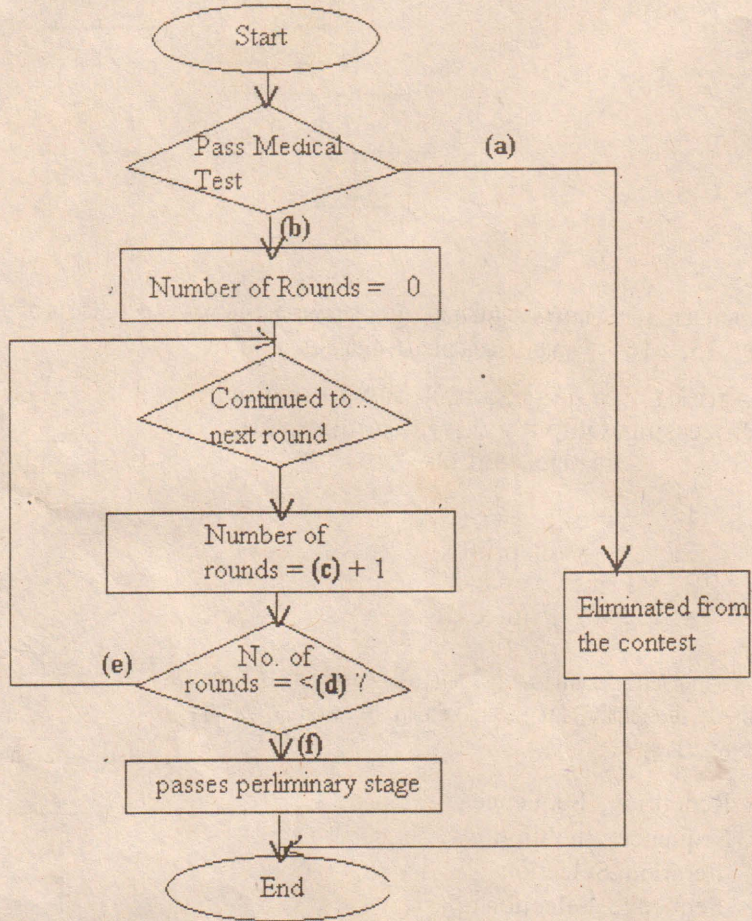 Start
Pass Medical
Test
(a)
(b)
Number of Rounds = 0
Continued to..
next round
Number of
rounds = (c) + 1
Eliminated from
the contest
(e)
No. of
rounds = <(d) ?
(f)
passes perliminary stage
End